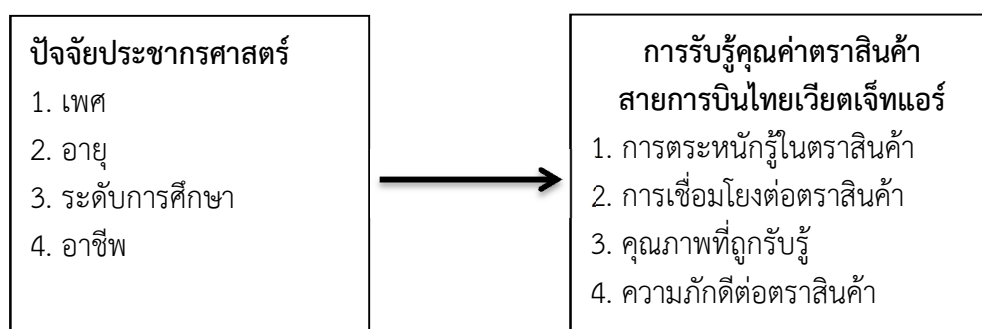 ปัจจัยประชากรศาสตร์
1. เพศ
2. อายุ
3. ระดับการศึกษา
4. อาชีพ
การรับรู้คุณค่าตราสินค้า
สายการบินไทยเวียตเจ็ทแอร์
1. การตระหนักรู้ในตราสินค้า
2. การเชื่อมโยงต่อตราสินค้า
3. คุณภาพที่ถูกรับรู้
4. ความภักดีต่อตราสินค้า